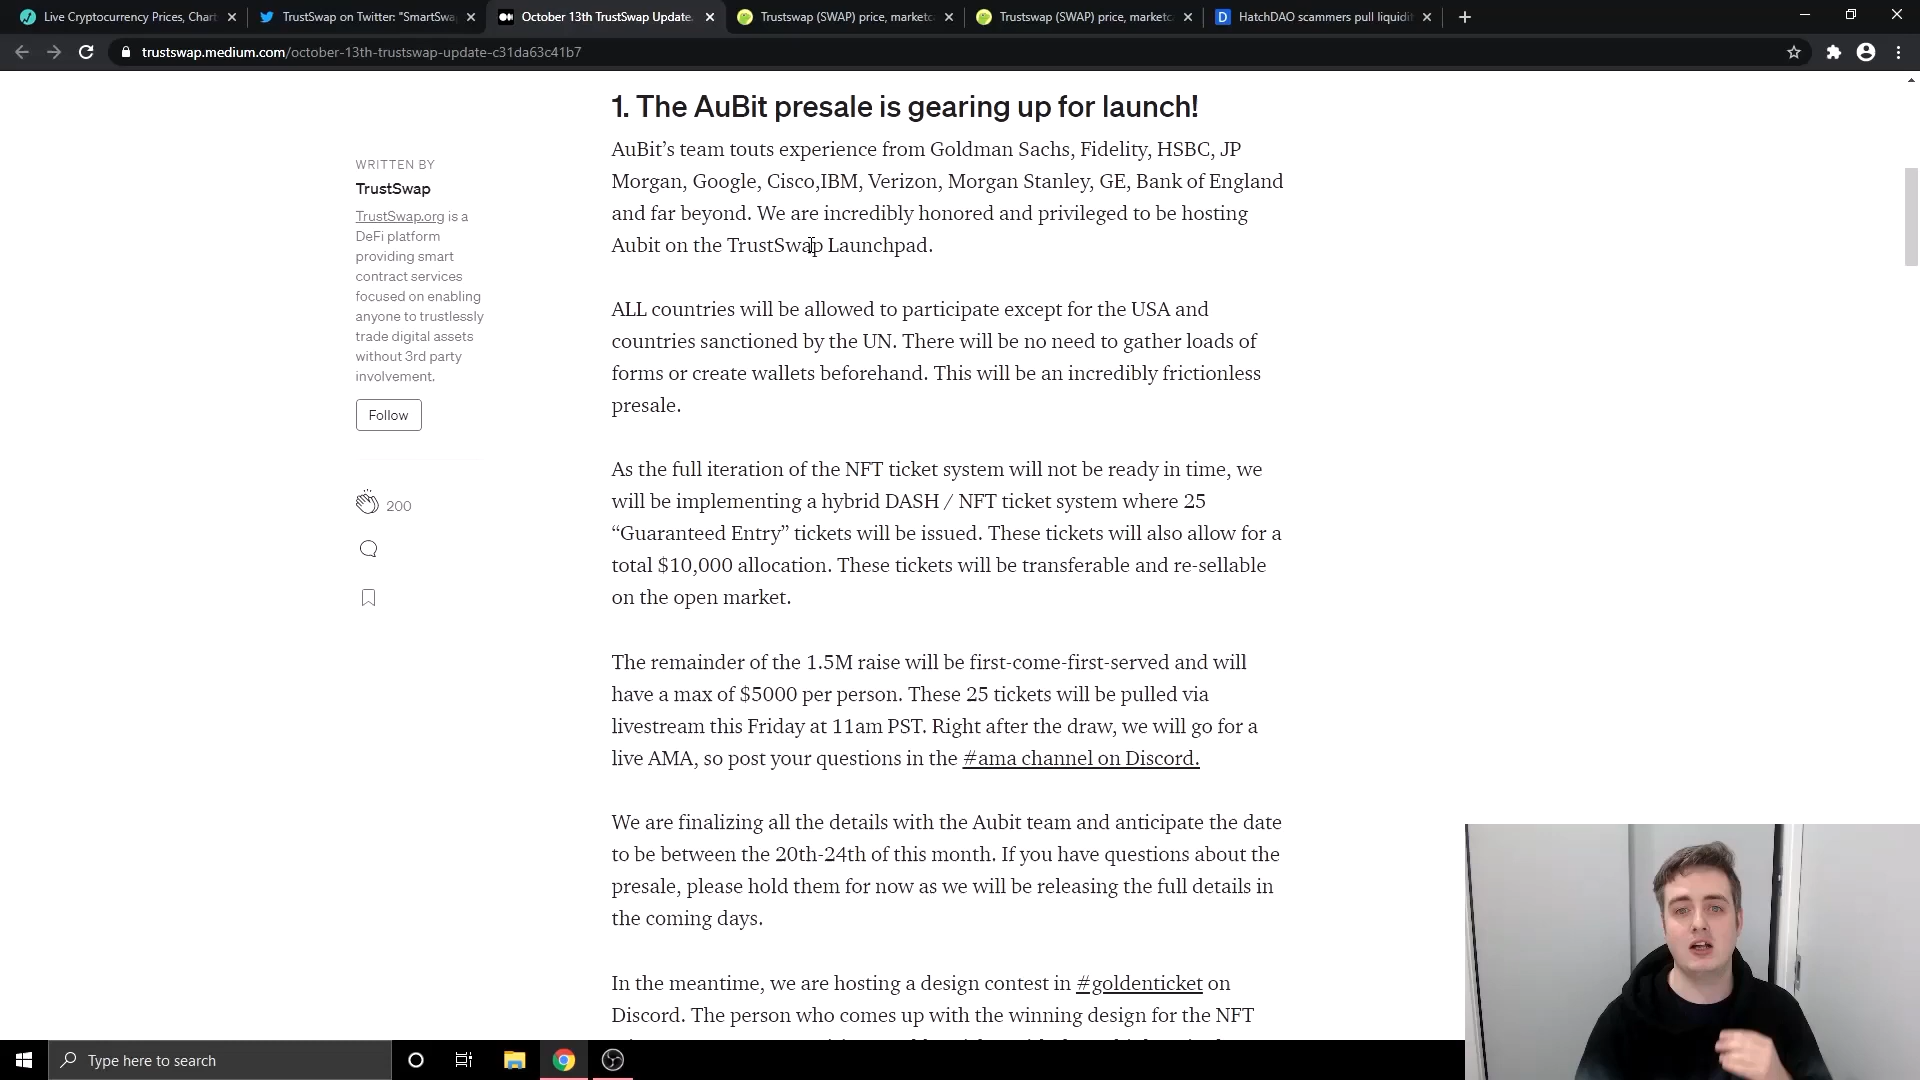 Live Cryptocurrency Prices, Chart
TrustSwap on Twitter: "SmartSwa
October 13th TrustSwap Update.
Trustswap (SWAP) price, marketc
Trustswap (SWAP) price, marketc
D
HatchDAO scammers pull liquidit
trustswap.medium.com/october-13th-trustswap-update-c31da63c41b7
1. The AuBit presale is gearing up for launch!
WRITTEN BY
TrustSwap
TrustSwap.org is a
DeFi platform
providing smart
contract services
focused on enabling
anyone to trustlessly
trade digital assets
without 3rd party
involvement.
Follow
200
AuBit’s team touts experience from Goldman Sachs, Fidelity, HSBC, JP
Morgan, Google, Cisco,IBM, Verizon, Morgan Stanley, GE, Bank of England
and far beyond. We are incredibly honored and privileged to be hosting
Aubit on the TrustSwap Launchpad.
ALL countries will be allowed to participate except for the USA and
countries sanctioned by the UN. There will be no need to gather loads of
forms or create wallets beforehand. This will be an incredibly frictionless
presale.
As the full iteration of the NFT ticket system will not be ready in time, we
will be implementing a hybrid DASH / NFT ticket system where 25
“Guaranteed Entry” tickets will be issued. These tickets will also allow for a
total $10,000 allocation. These tickets will be transferable and re-sellable
on the open market.
The remainder of the 1.5M raise will be first-come-first-served and will
have a max of $5000 per person. These 25 tickets will be pulled via
livestream this Friday at 11am PST. Right after the draw, we will go for a
live AMA, so post your questions in the #ama channel on Discord.
We are finalizing all the details with the Aubit team and anticipate the date
to be between the 20th-24th of this month. If you have questions about the
presale, please hold them for now as we will be releasing the full details in
the coming days.
In the meantime, we are hosting a design contest in #goldenticket on
Discord. The person who comes up with the winning design for the NFT
Type here to search